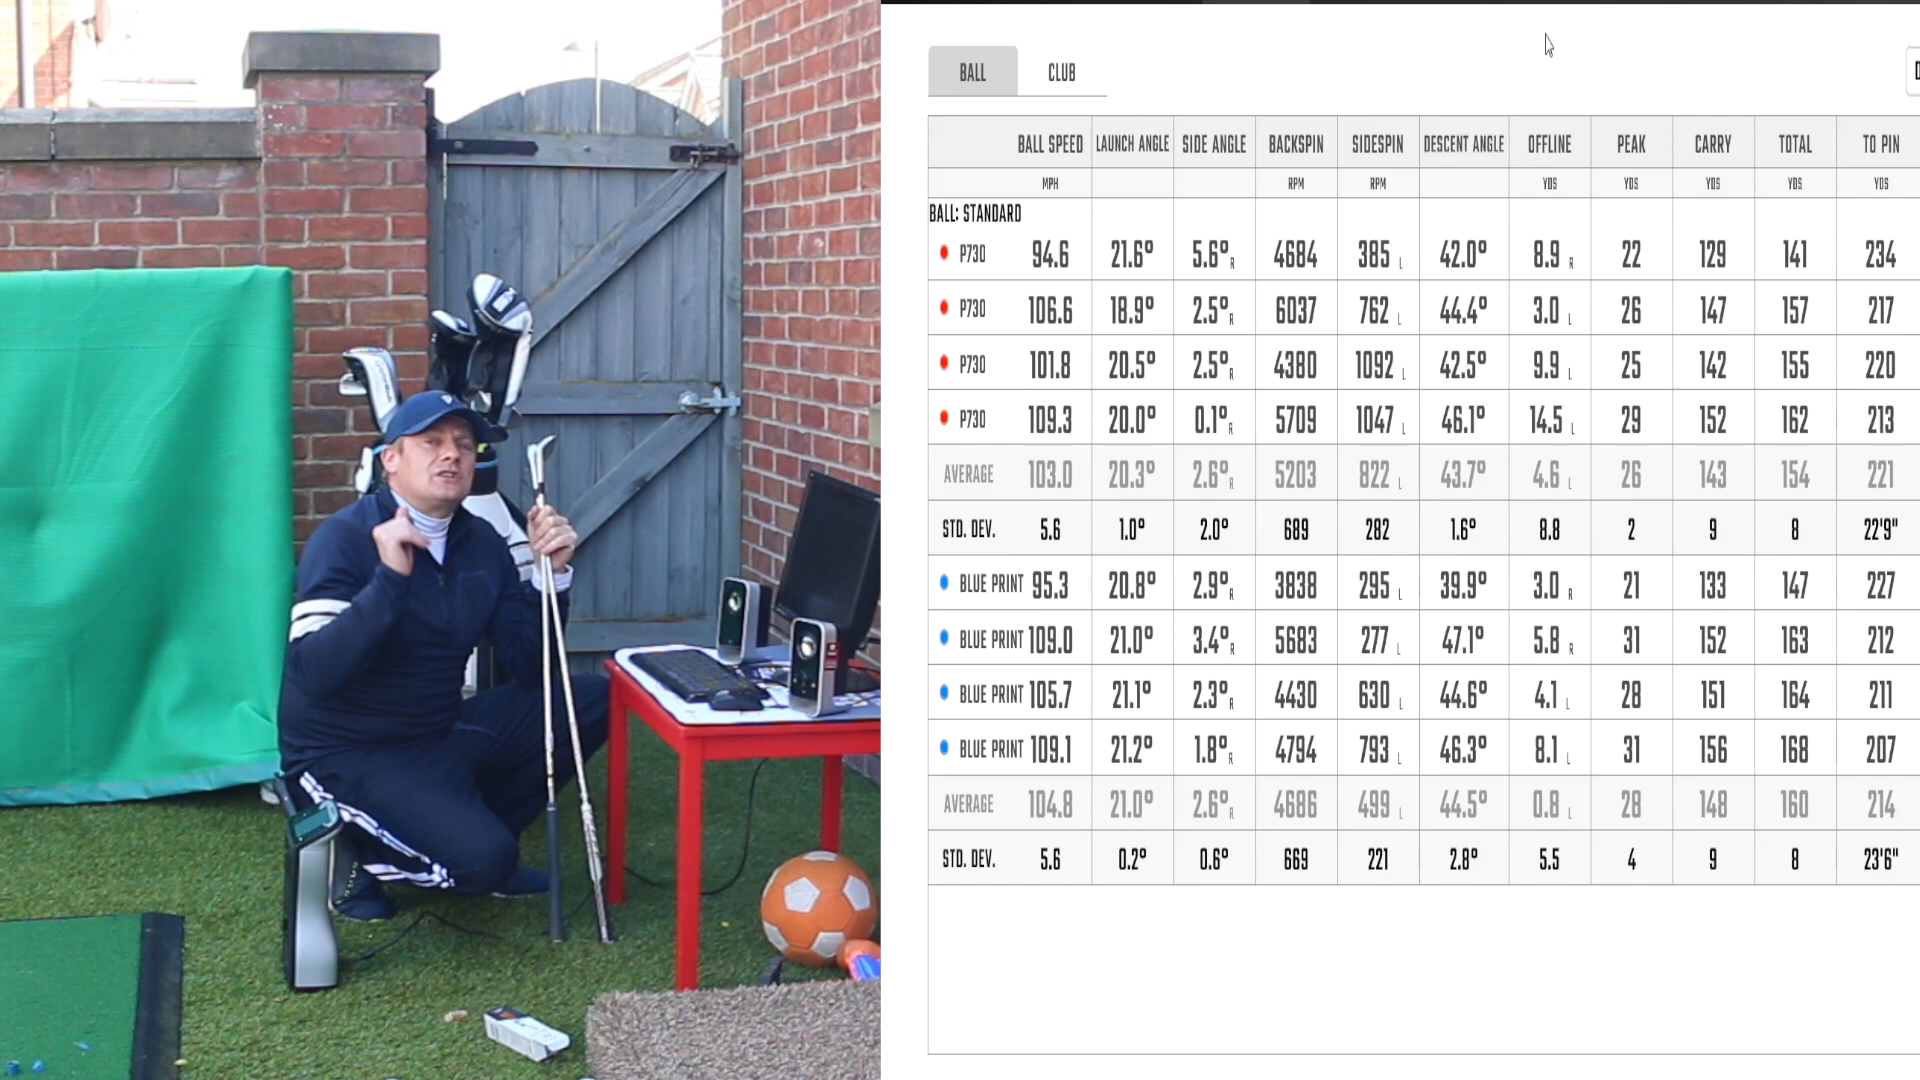 BALL CLUB
BALL SPEED LAUNCH ANGLE SIDE ANGLE BACKSPIN SIDESPIN DESCENT ANGLE OFFLINE PEAK CARRY TOTAL TO PIN
MPH RPM RPM YDS YDS YDS YDS YDS
BALL: STANDARD
P730 94.6 21.6° 5.6° R 4684 385 L 42.0° 8.9 R 22 129 141 234
P730 106.6 18.9° 2.5° R 6037 762 L 44.4° 3.0 L 26 147 157 217
P730 101.8 20.5° 2.5° R 4380 1092 L 42.5° 9.9 L 25 142 155 220
P730 109.3 20.0° 0.1° R 5709 1047 L 46.1° 14.5 L 29 152 162 213
AVERAGE 103.0 20.3° 2.6° R 5203 822 L 43.7° 4.6 L 26 143 154 221
STD. DEV. 5.6 1.0° 2.0° 689 282 1.6° 8.8 2 9 8 22'9"
BLUE PRINT 95.3 20.8° 2.9° R 3838 295 L 39.9° 3.0 R 21 133 147 227
BLUE PRINT 109.0 21.0° 3.4° R 5683 277 L 47.1° 5.8 R 31 152 163 212
BLUE PRINT 105.7 21.1° 2.3° R 4430 630 L 44.6° 4.1 L 28 151 164 211
BLUE PRINT 109.1 21.2° 1.8° R 4794 793 L 46.3° 8.1 L 31 156 168 207
AVERAGE 104.8 21.0° 2.6° R 4686 499 L 44.5° 0.8 L 28 148 160 214
STD. DEV. 5.6 0.2° 0.6° 669 221 2.8° 5.5 4 9 8 23'6"